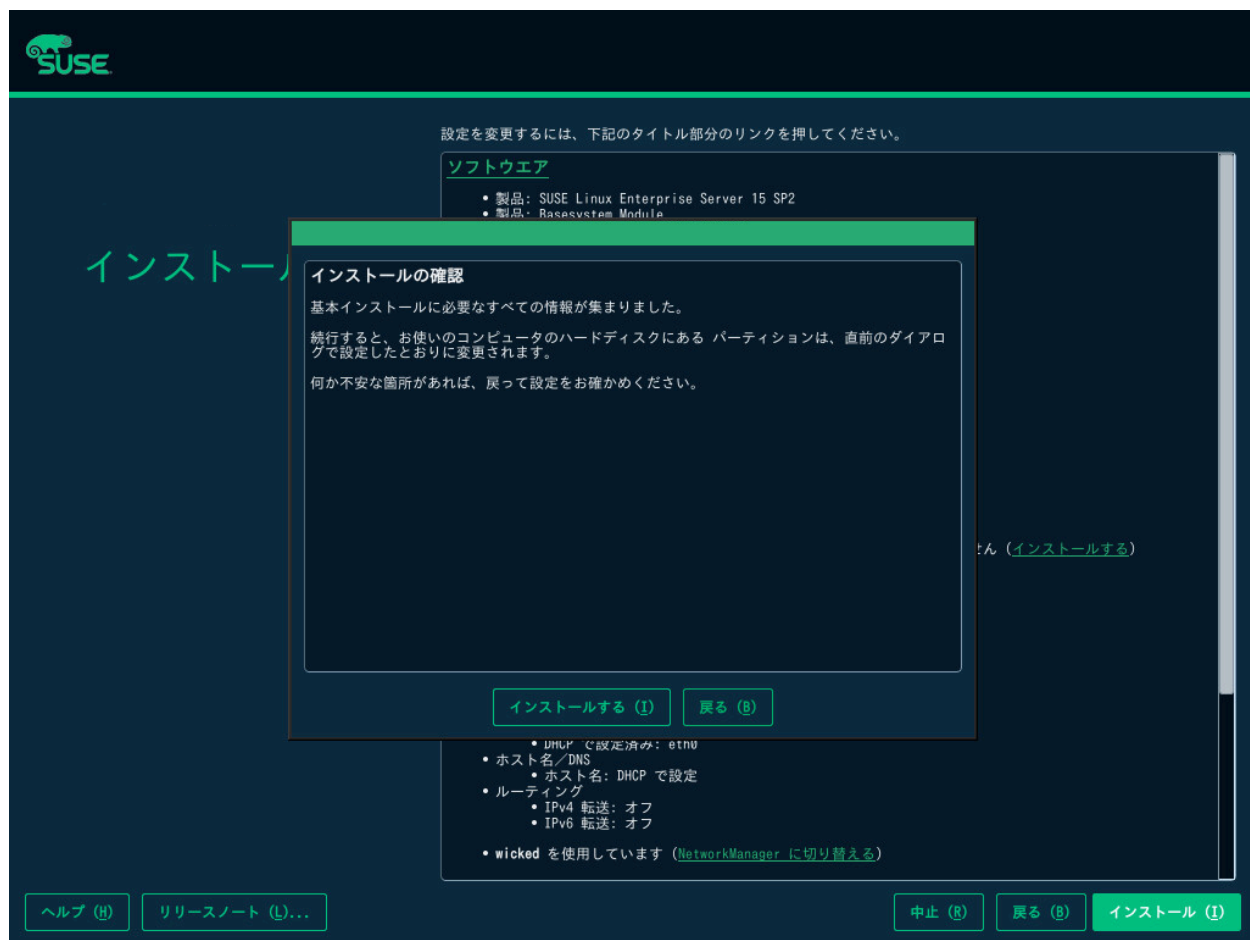 SUSE
設定を変更するには、下記のタイトル部分のリンクを押してください。
ソフトウエア
• 製品: SUSE Linux Enterprise Server 15 SP2
• 製品: Basesystem Module
インストール
インストールの確認
基本インストールに必要なすべての情報が集まりました。
続行すると、お使いのコンピュータのハードディスクにある パーティションは、直前のダイアロ
グで設定したとおりに変更されます。
何か不安な箇所があれば、戻って設定をお確かめください。
せん (インストールする)
インストールする (I)
戻る (B)
• DHCP で設定済み: eth0
• ホスト名/DNS
• ホスト名: DHCP で設定
• ルーティング
• IPv4 転送: オフ
• IPv6 転送: オフ
• wicked を使用しています (NetworkManager に切り替える)
ヘルプ (H)
リリースノート (L)...
中止 (R)
戻る (B)
インストール (I)